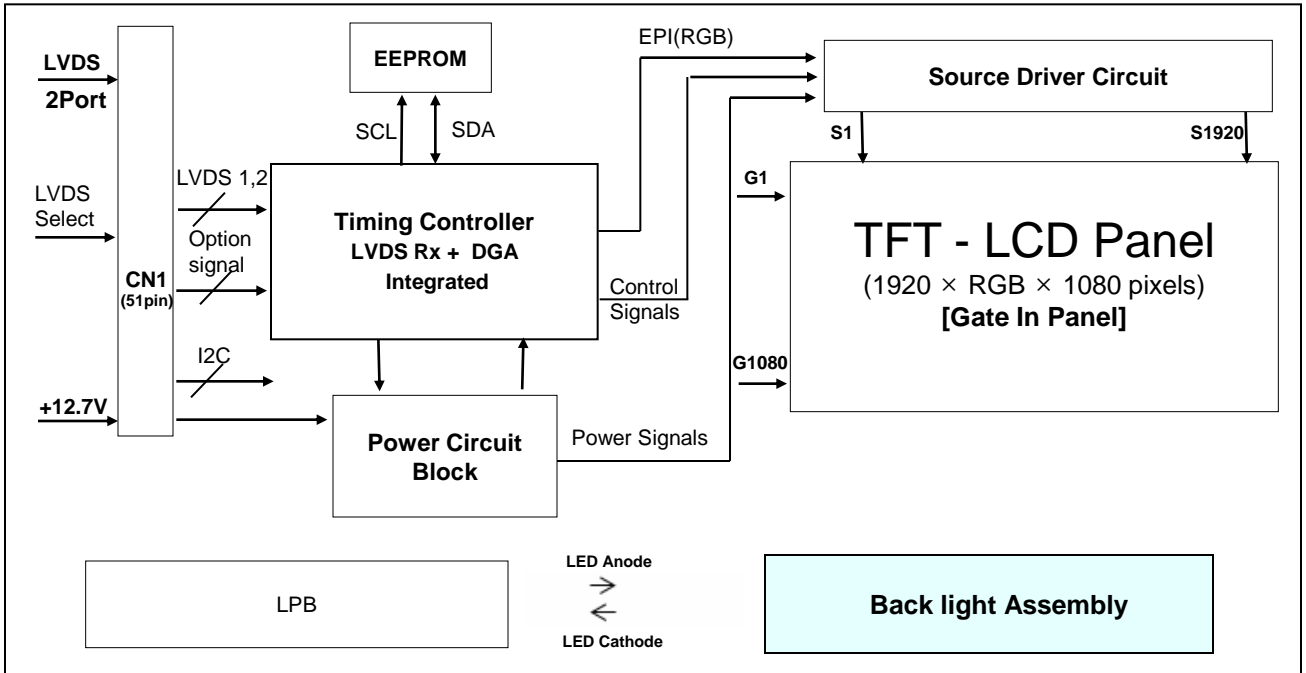 LVDS
2Port
LVDS
Select
+12.7V
CN1
(51pin)
LVDS 1,2
Option
signal
I2C
EEPROM
SCL
SDA
Timing Controller
LVDS Rx + DGA
Integrated
Power Circuit
Block
EPI(RGB)
Control
Signals
Power Signals
Source Driver Circuit
S1
S1920
G1
G1080
TFT - LCD Panel
(1920 × RGB × 1080 pixels)
[Gate In Panel]
LPB
LED Anode
LED Cathode
Back light Assembly